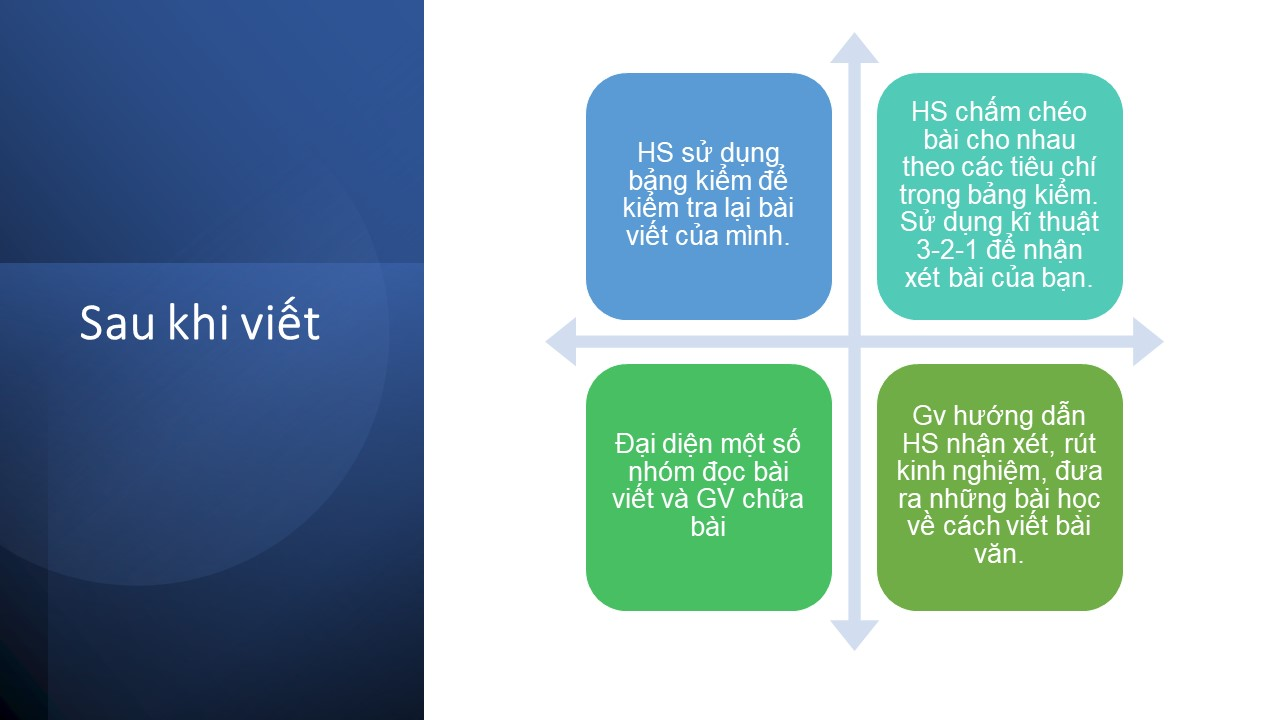 Sau khi viết
HS sử dụng
bảng kiểm để
kiểm tra lại bài
viết của mình.
HS chấm chéo
bài cho nhau
theo các tiêu chí
trong bảng kiểm.
Sử dụng kĩ thuật
3-2-1 để nhận
xét bài của bạn.
Đại diện một số
nhóm đọc bài
viết và GV chữa
bài
Gv hướng dẫn
HS nhận xét, rút
kinh nghiệm, đưa
ra những bài học
về cách viết bài
văn.